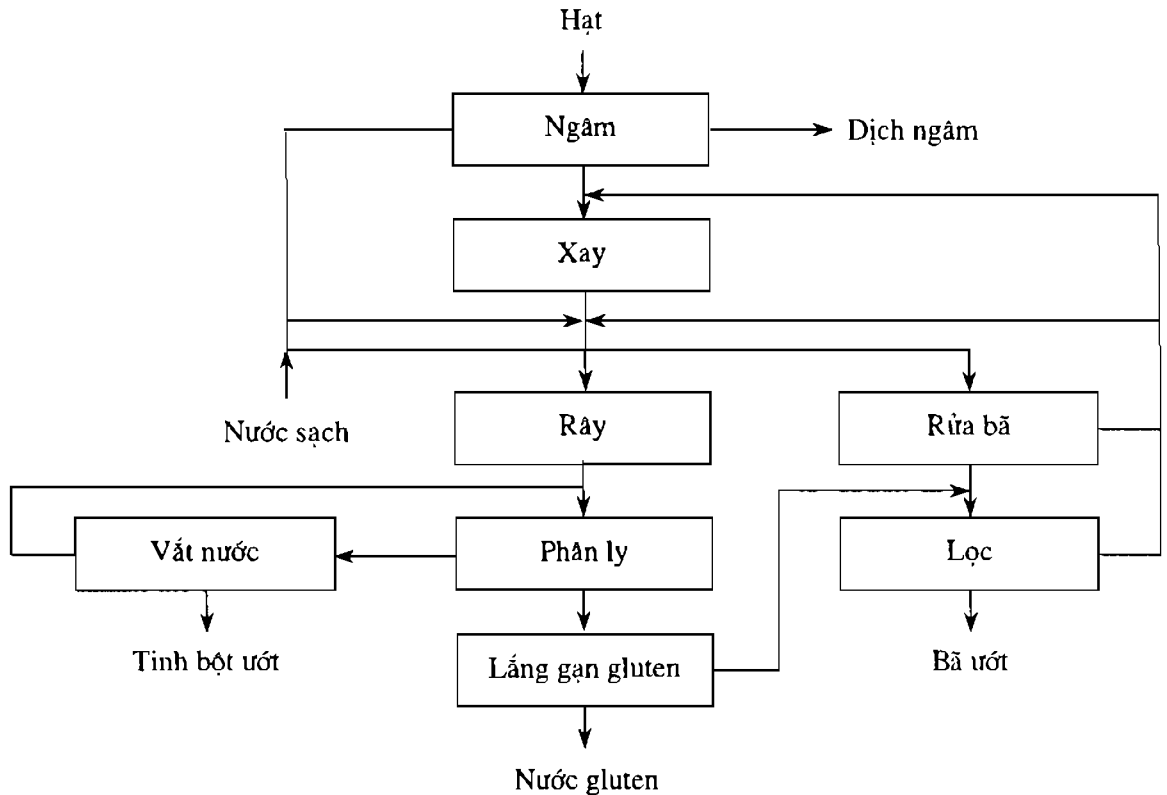 Hạt
Ngâm
Dịch ngâm
Xay
Nước sạch
Rây
Rửa bã
Vắt nước
Phân ly
Lọc
Tinh bột ướt
Lắng gạn gluten
Bã ướt
Nước gluten